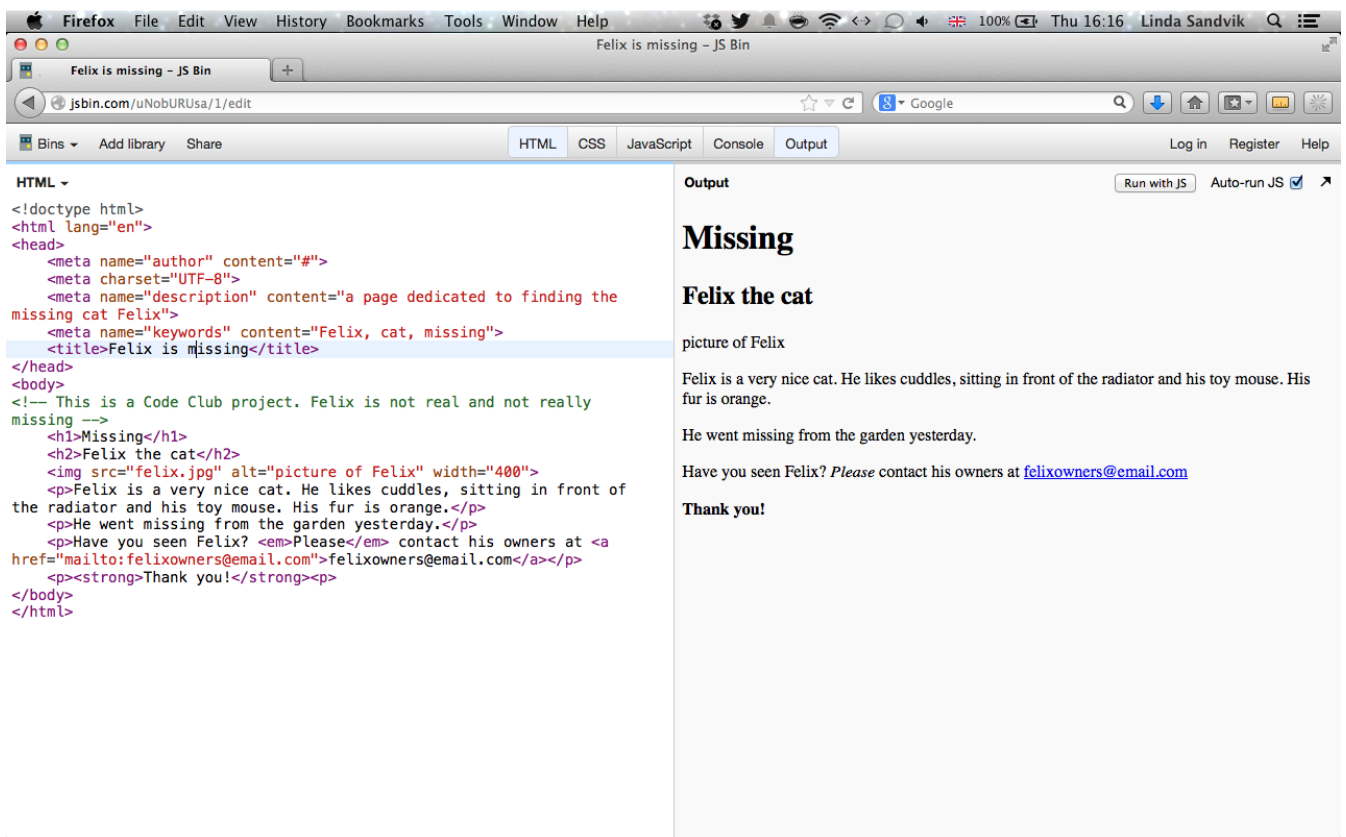 Firefox File Edit View History Bookmarks Tools Window Help 100% Thu 16:16 Linda Sandvik
Felix is missing – JS Bin
Felix is missing – JS Bin
jsbin.com/uNobURUsa/1/edit Google
Bins Add library Share HTML CSS JavaScript Console Output Log in Register Help
HTML
<!doctype html>
<html lang="en">
<head>
    <meta name="author" content="#">
    <meta charset="UTF-8">
    <meta name="description" content="a page dedicated to finding the
missing cat Felix">
    <meta name="keywords" content="Felix, cat, missing">
    <title>Felix is missing</title>
</head>
<body>
<!-- This is a Code Club project. Felix is not real and not really
missing -->
    <h1>Missing</h1>
    <h2>Felix the cat</h2>
    <img src="felix.jpg" alt="picture of Felix" width="400">
    <p>Felix is a very nice cat. He likes cuddles, sitting in front of
the radiator and his toy mouse. His fur is orange.</p>
    <p>He went missing from the garden yesterday.</p>
    <p>Have you seen Felix? <em>Please</em> contact his owners at <a
href="mailto:felixowners@email.com">felixowners@email.com</a></p>
    <p><strong>Thank you!</strong><p>
</body>
</html>
Output Run with JS Auto-run JS
Missing
Felix the cat
picture of Felix
Felix is a very nice cat. He likes cuddles, sitting in front of the radiator and his toy mouse. His
fur is orange.
He went missing from the garden yesterday.
Have you seen Felix? Please contact his owners at felixowners@email.com
Thank you!